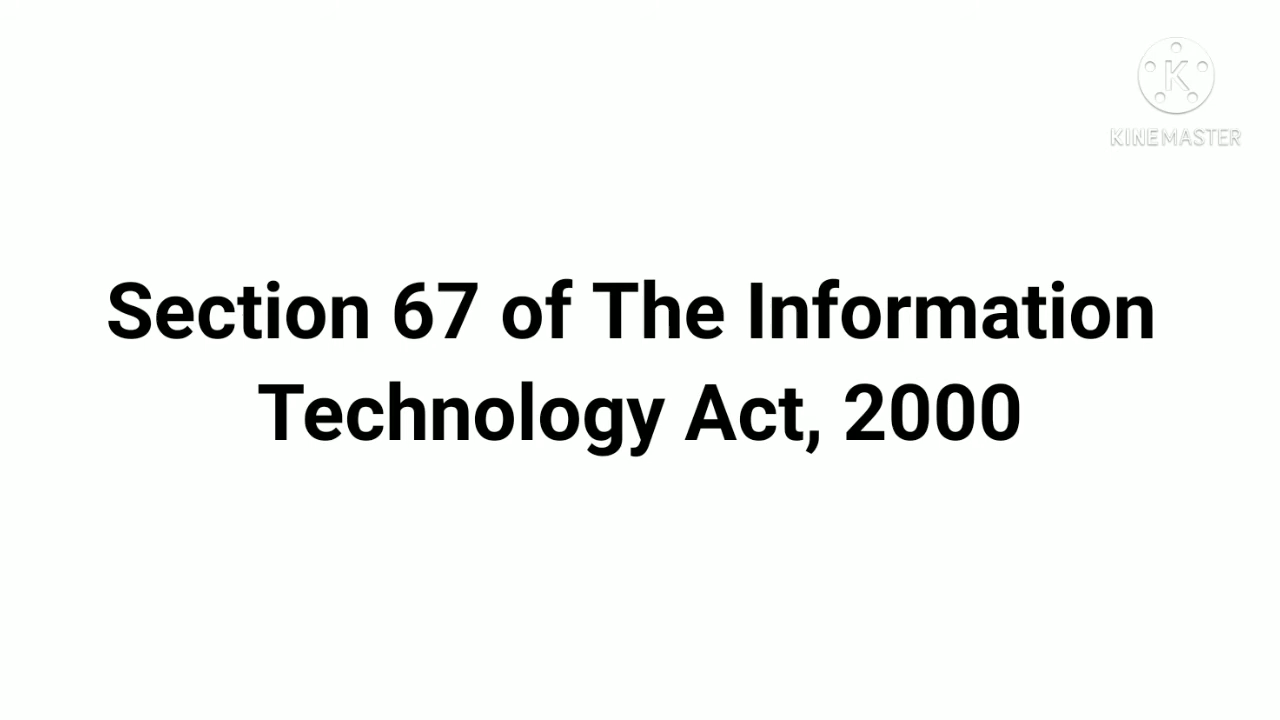 KINEMASTER
Section 67 of The Information
Technology Act, 2000